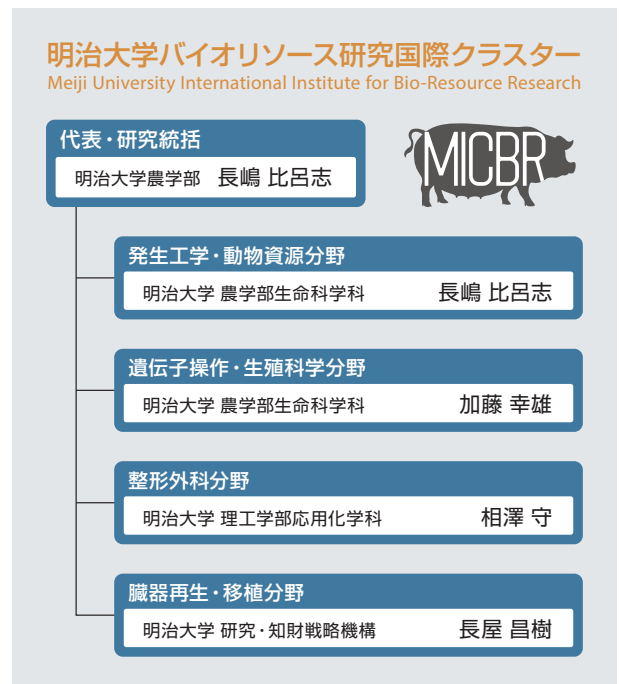 明治大学バイオリソース研究国際クラスター
Meiji University International Institute for Bio-Resource Research
代表・研究統括
明治大学農学部 長嶋 比呂志
MICBR
発生工学・動物資源分野
明治大学 農学部生命科学科 長嶋 比呂志
遺伝子操作・生殖科学分野
明治大学 農学部生命科学科 加藤 幸雄
整形外科分野
明治大学 理工学部応用化学科 相澤 守
臓器再生・移植分野
明治大学 研究・知財戦略機構 長屋 昌樹